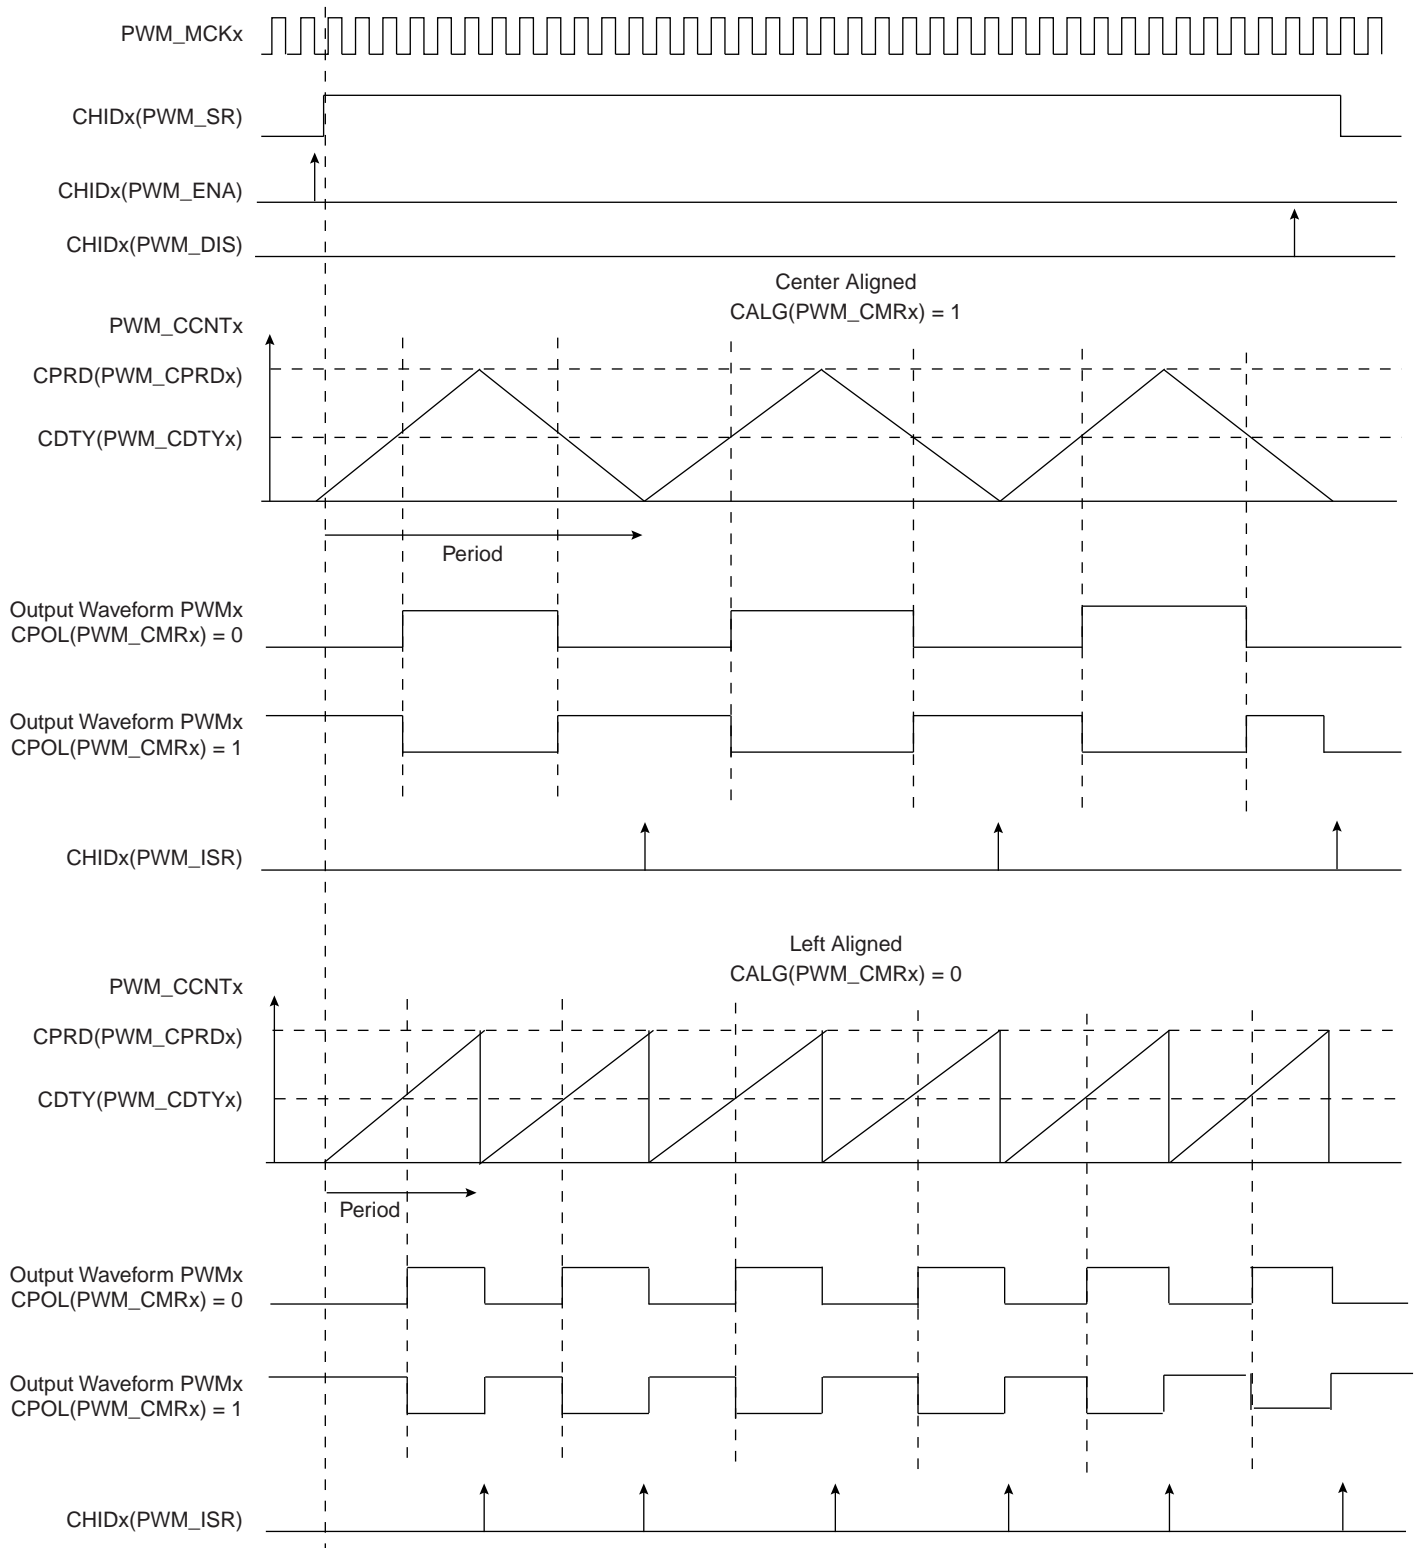 PWM_MCKx
CHIDx(PWM_SR)
CHIDx(PWM_ENA)
CHIDx(PWM_DIS)
Center Aligned
CALG(PWM_CMRx) = 1
PWM_CCNTx
CPRD(PWM_CPRDx)
CDTY(PWM_CDTYx)
Period
Output Waveform PWMx
CPOL(PWM_CMRx) = 0
Output Waveform PWMx
CPOL(PWM_CMRx) = 1
CHIDx(PWM_ISR)
Left Aligned
CALG(PWM_CMRx) = 0
PWM_CCNTx
CPRD(PWM_CPRDx)
CDTY(PWM_CDTYx)
Period
Output Waveform PWMx
CPOL(PWM_CMRx) = 0
Output Waveform PWMx
CPOL(PWM_CMRx) = 1
CHIDx(PWM_ISR)